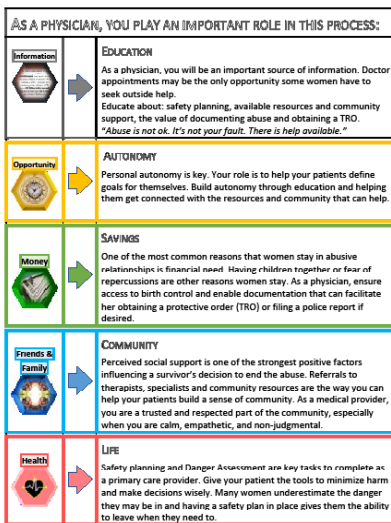 AS A PHYSICIAN, YOU PLAY AN IMPORTANT ROLE IN THIS PROCESS:
Information
EDUCATION
As a physician, you will be an important source of information. Doctor
appointments may be the only opportunity some women have to
seek outside help.
Educate about: safety planning, available resources and community
support, the value of documenting abuse and obtaining a TRO.
"Abuse is not ok. It's not your fault. There is help available."
Opportunity
AUTONOMY
Personal autonomy is key. Your role is to help your patients define
goals for themselves. Build autonomy through education and helping
them get connected with the resources and community that can help.
Money
SAVINGS
One of the most common reasons that women stay in abusive
relationships is financial need. Having children together or fear of
repercussions are other reasons women stay. As a physician, ensure
access to birth control and enable documentation that can facilitate
her obtaining a protective order (TRO) or filing a police report if
desired.
Friends &
Family
COMMUNITY
Perceived social support is one of the strongest positive factors
influencing a survivor's decision to end the abuse. Referrals to
therapists, specialists and community resources are the way you can
help your patients build a sense of community. As a medical provider,
you are a trusted and respected part of the community, especially
when you are calm, empathetic, and non-judgmental.
Health
LIFE
Safety planning and Danger Assessment are key tasks to complete as
a primary care provider. Give your patient the tools to minimize harm
and make decisions wisely. Many women underestimate the danger
they may be in and having a safety plan in place gives them the ability
to leave when they need to.